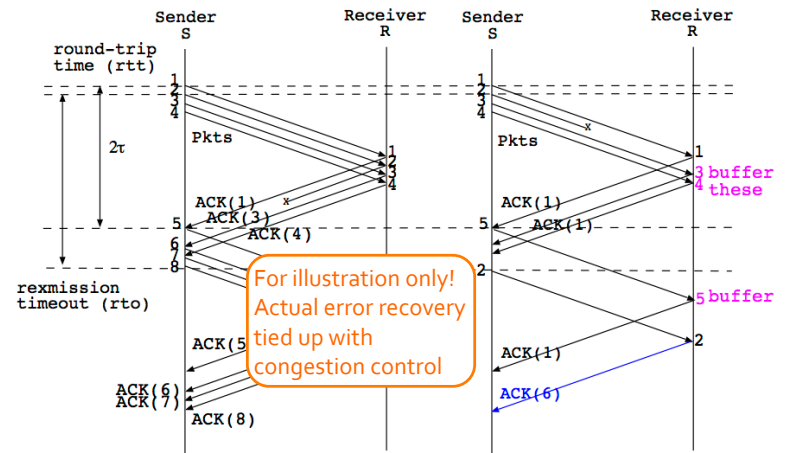 Sender
S
Receiver
R
Sender
S
Receiver
R
round-trip
time (rtt)
1
2
3
4
Pkts
2τ
1
2
3
4
ACK(1)
x
ACK(3)
ACK(4)
5
6
7
8
rexmission
timeout (rto)
ACK(5
ACK(6)
ACK(7)
ACK(8)
For illustration only!
Actual error recovery
tied up with
congestion control
1
2
3
4
x
Pkts
1
3 buffer
4 these
ACK(1)
ACK(1)
5
2
5 buffer
2
ACK(1)
ACK(6)